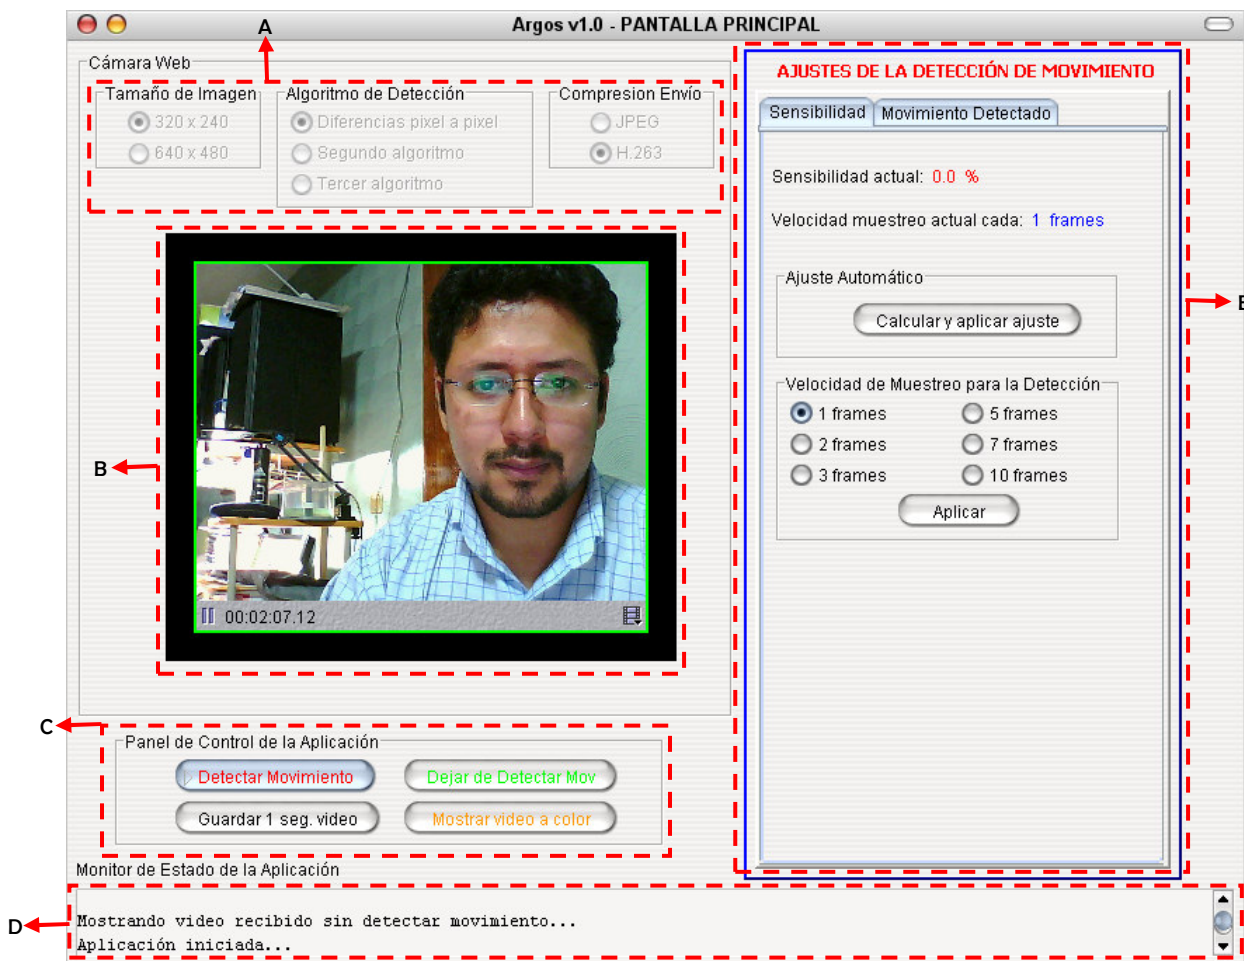 A
Argos v1.0 - PANTALLA PRINCIPAL
Cámara Web
Tamaño de Imagen
320 x 240
640 x 480
Algoritmo de Detección
Diferencias pixel a pixel
Segundo algoritmo
Tercer algoritmo
Compresion Envío
JPEG
H.263
B
00:02:07.12
C
Panel de Control de la Aplicación
Detectar Movimiento
Dejar de Detectar Mov
Guardar 1 seg. video
Mostrar video a color
AJUSTES DE LA DETECCIÓN DE MOVIMIENTO
Sensibilidad
Movimiento Detectado
Sensibilidad actual: 0.0 %
Velocidad muestreo actual cada: 1 frames
Ajuste Automático
Calcular y aplicar ajuste
E
Velocidad de Muestreo para la Detección
1 frames
5 frames
2 frames
7 frames
3 frames
10 frames
Aplicar
Monitor de Estado de la Aplicación
D
Mostrando video recibido sin detectar movimiento...
Aplicación iniciada...